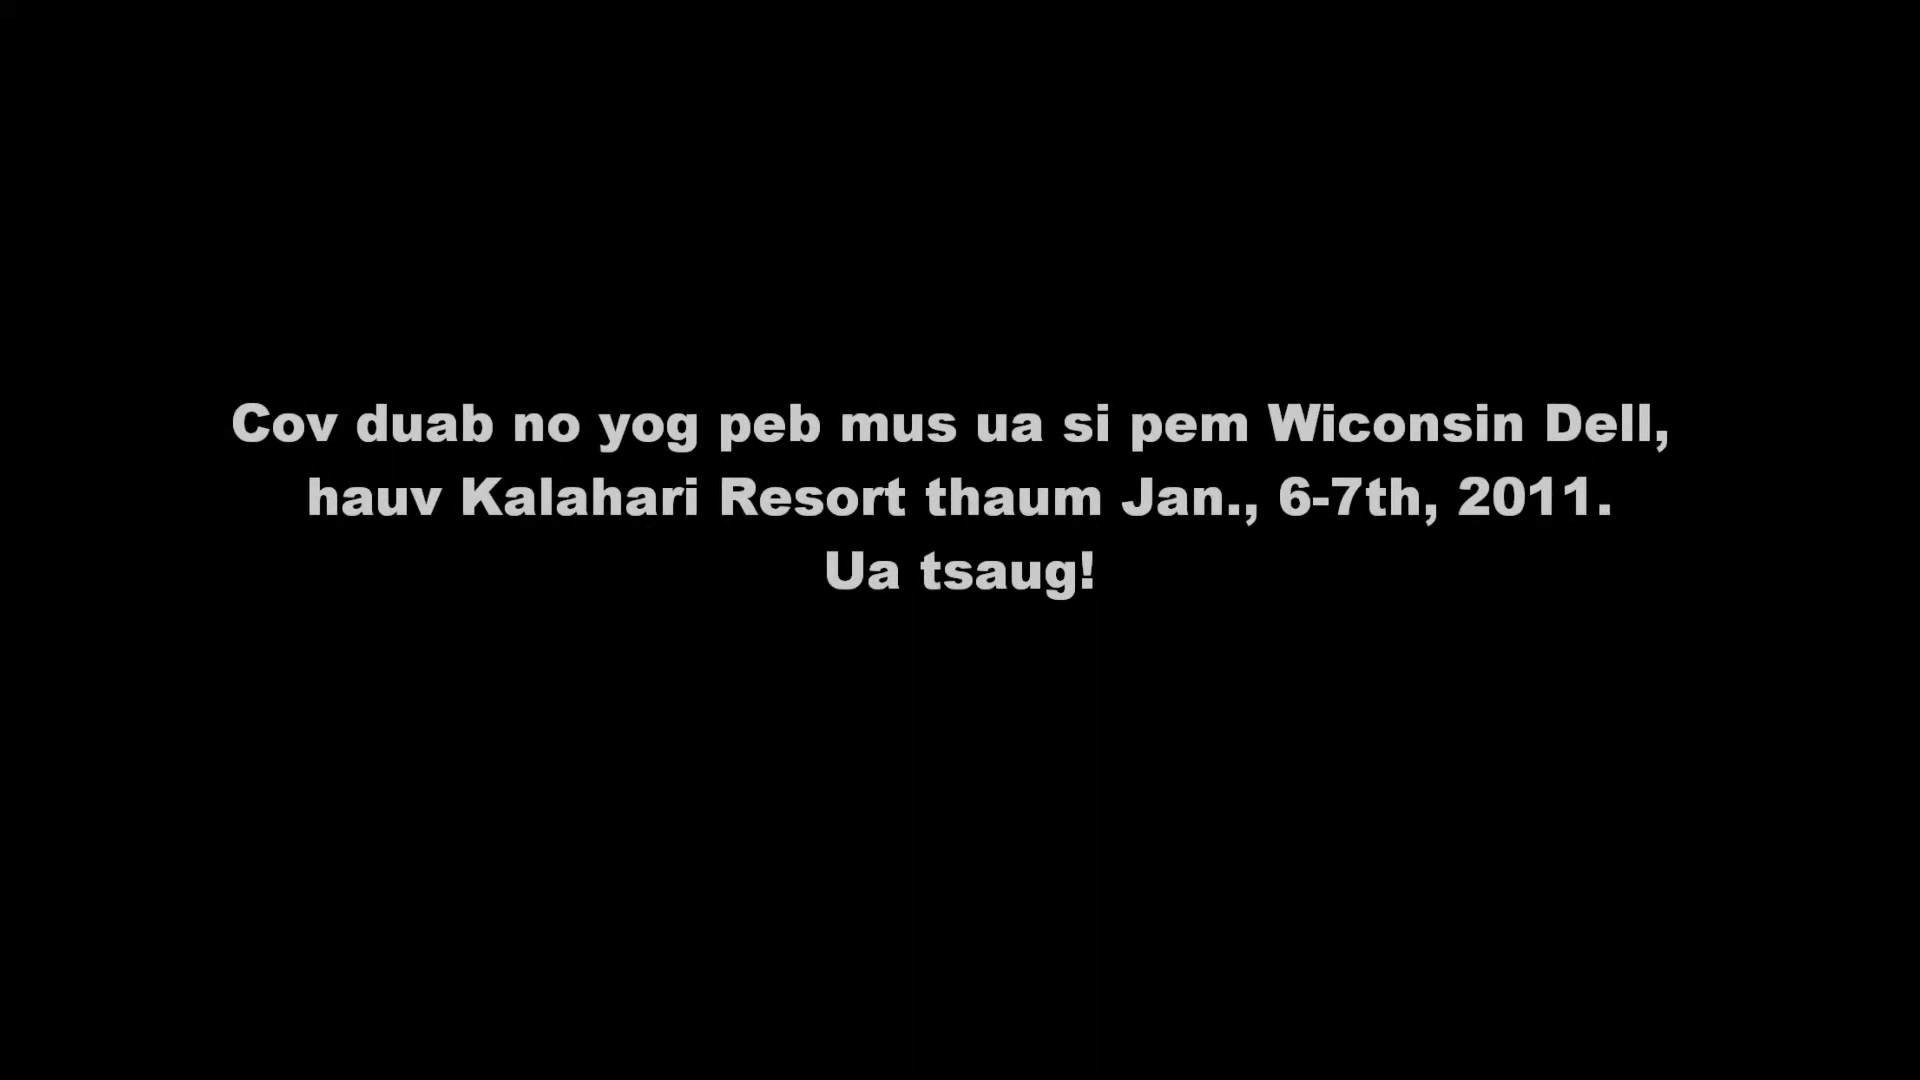 Cov duab no yog peb mus ua si pem Wiconsin Dell,
hauv Kalahari Resort thaum Jan., 6-7th, 2011.
Ua tsaug!